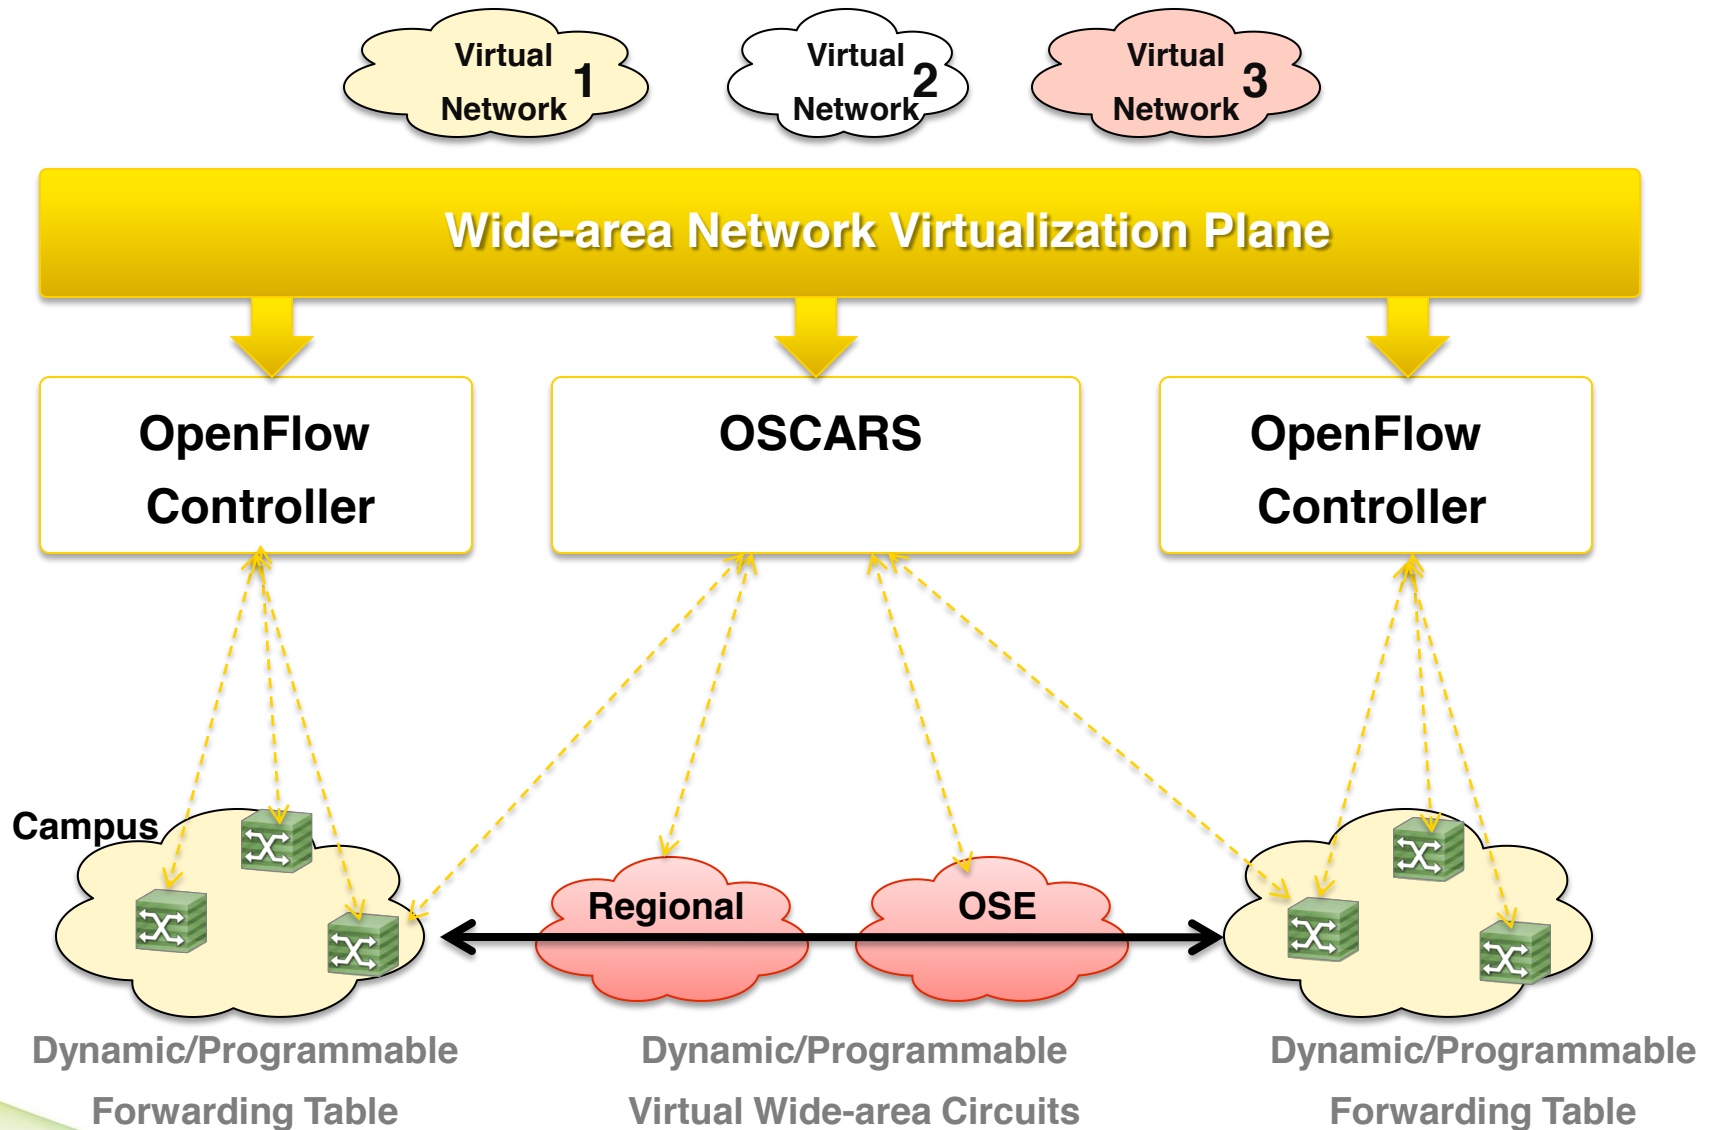 Virtual
Network 1
Virtual
Network 2
Virtual
Network 3
Wide-area Network Virtualization Plane
OpenFlow
Controller
OSCARS
OpenFlow
Controller
Campus
Regional
OSE
Dynamic/Programmable
Forwarding Table
Dynamic/Programmable
Virtual Wide-area Circuits
Dynamic/Programmable
Forwarding Table